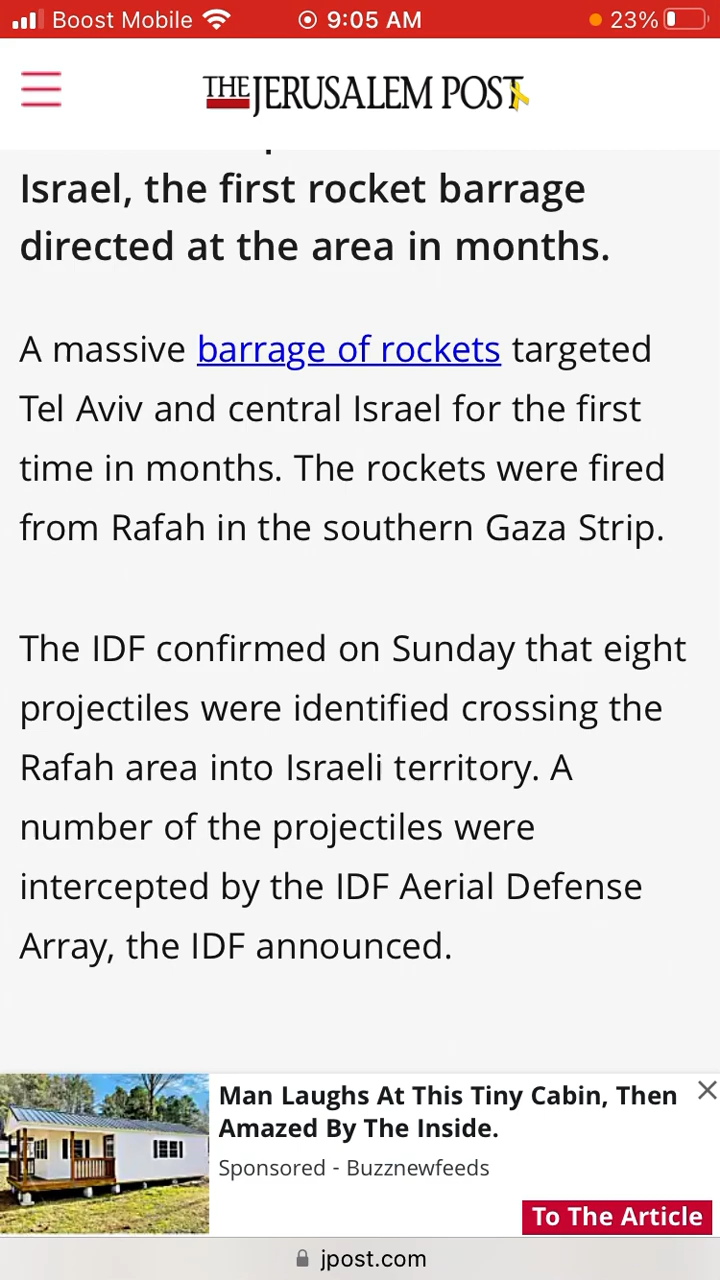 Boost Mobile 9:05 AM 23%
THE JERUSALEM POST
Israel, the first rocket barrage
directed at the area in months.
A massive barrage of rockets targeted
Tel Aviv and central Israel for the first
time in months. The rockets were fired
from Rafah in the southern Gaza Strip.
The IDF confirmed on Sunday that eight
projectiles were identified crossing the
Rafah area into Israeli territory. A
number of the projectiles were
intercepted by the IDF Aerial Defense
Array, the IDF announced.
Man Laughs At This Tiny Cabin, Then
Amazed By The Inside.
Sponsored - Buzznewfeeds
To The Article
jpost.com